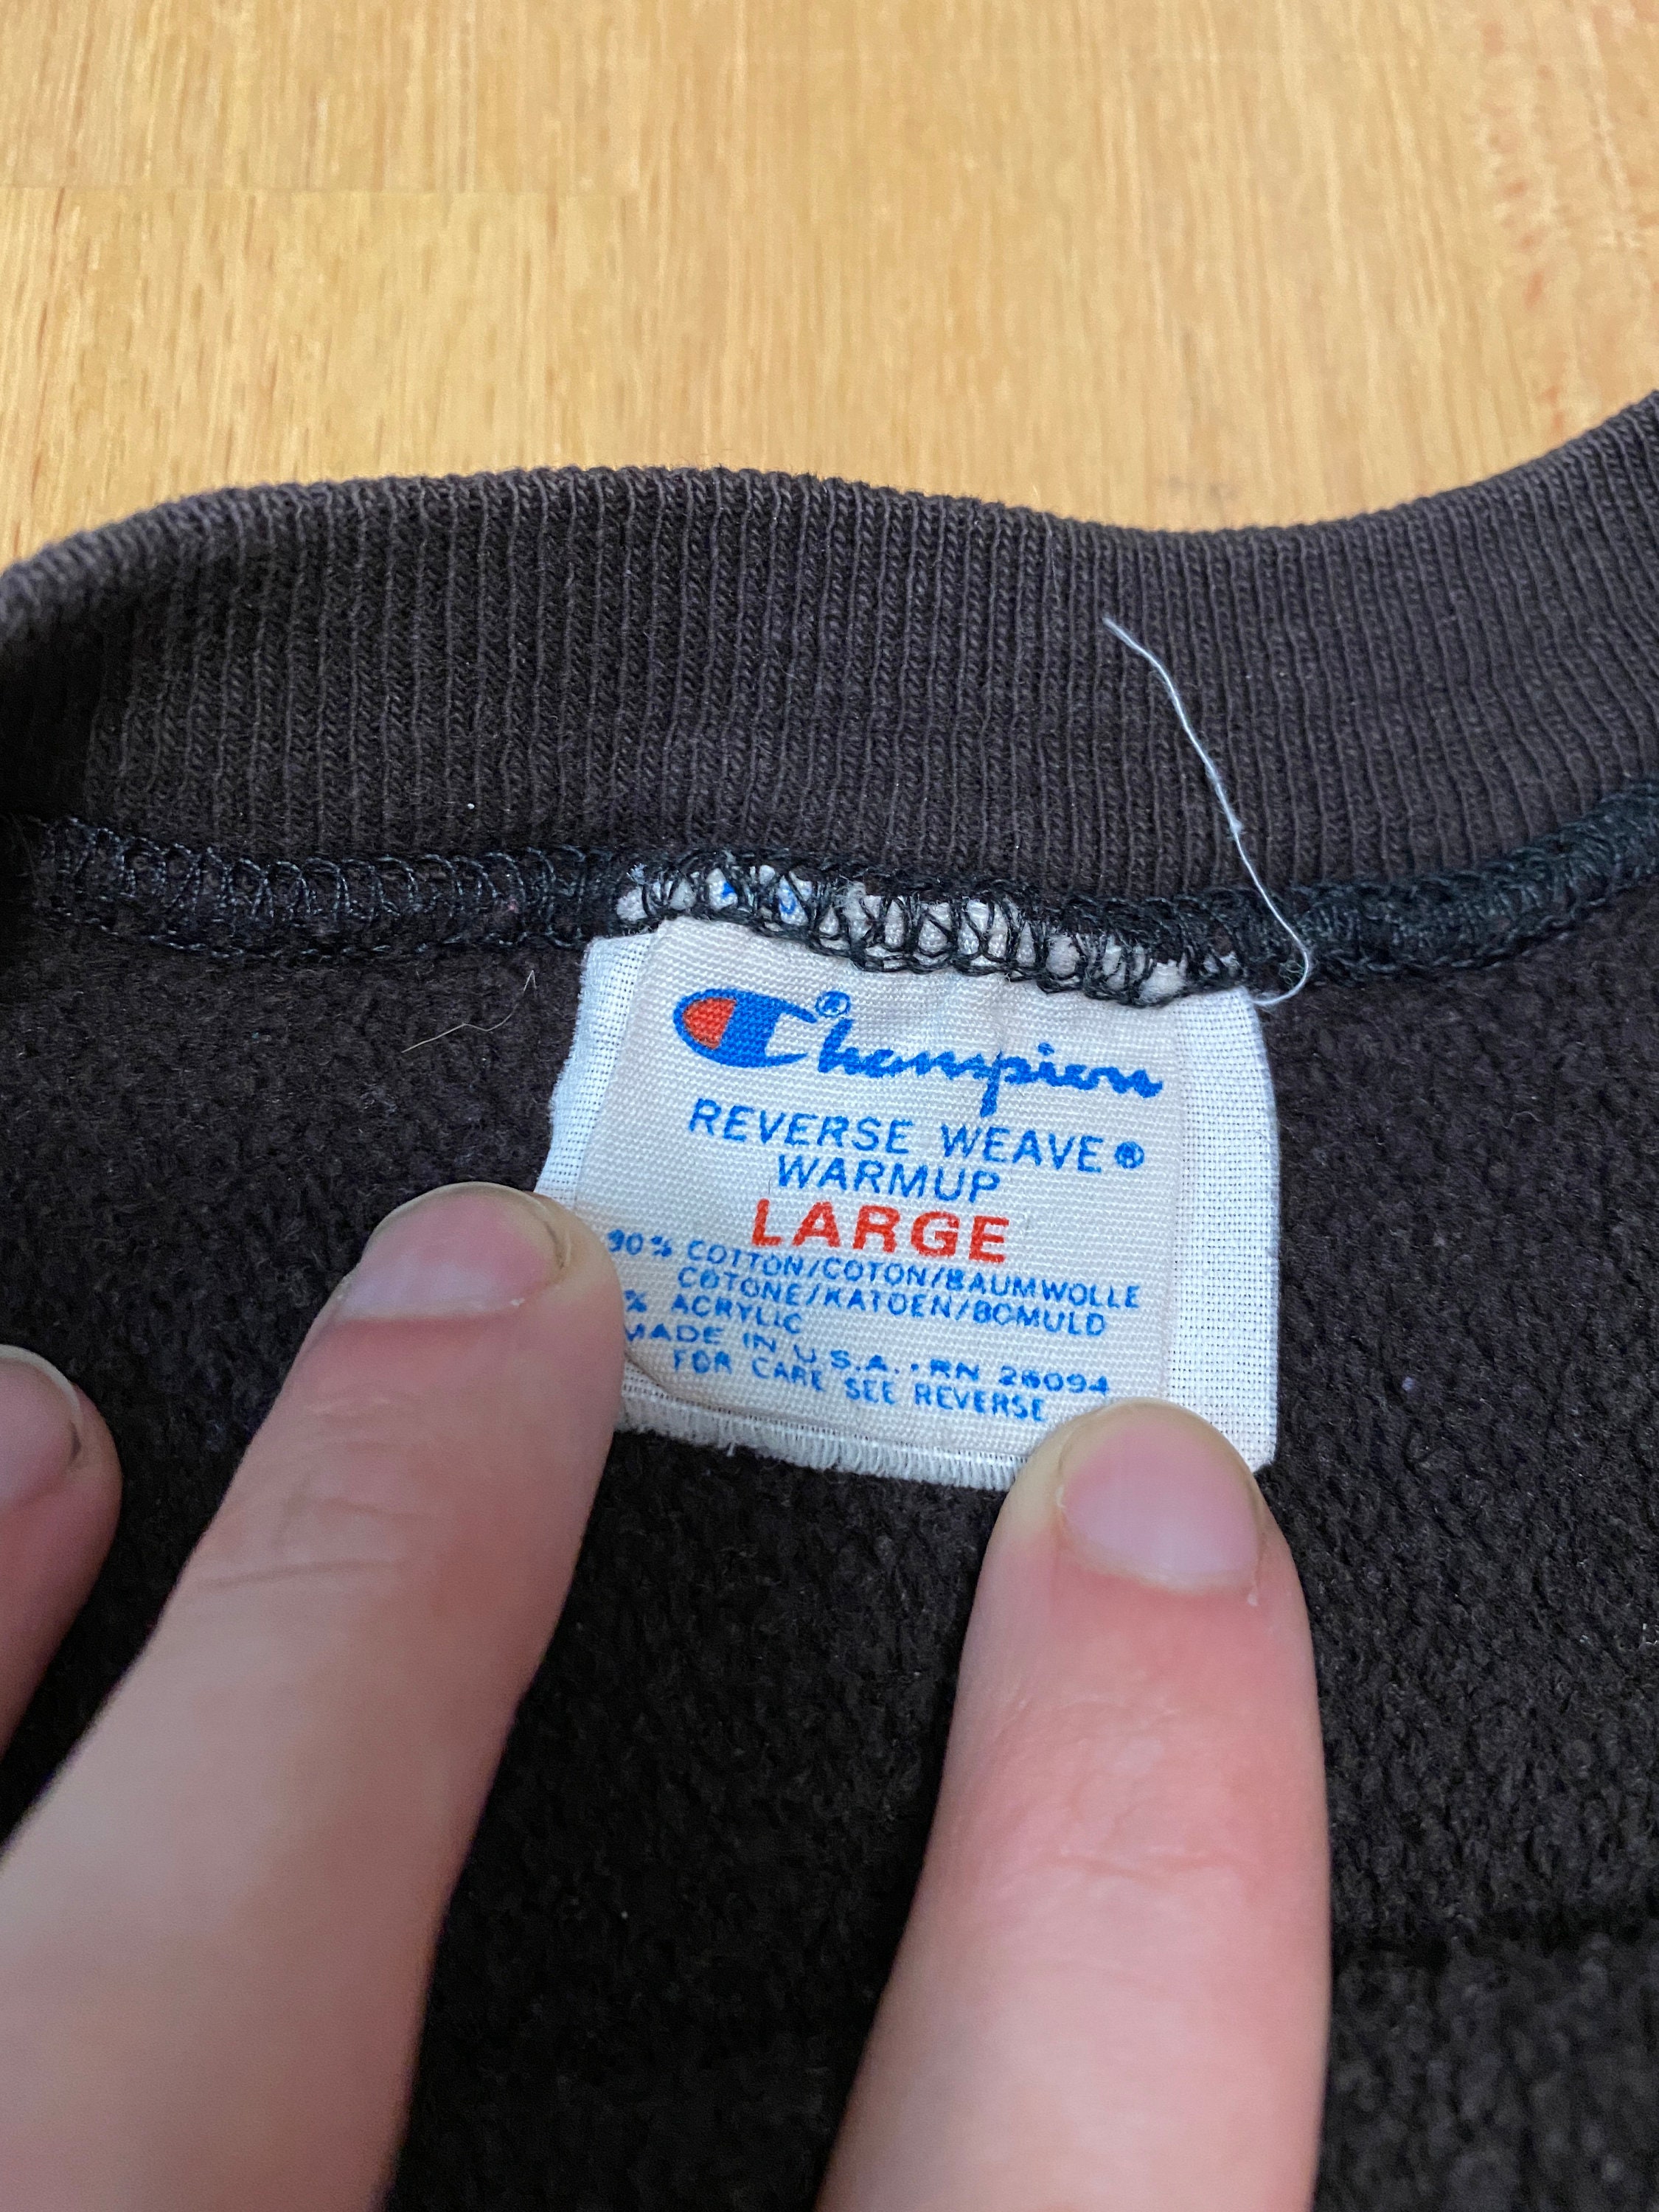 Champion®
REVERSE WEAVE®
WARMUP
LARGE
90% COTTON/COTON/BAUMWOLLE
COTONE/KATOEN/BOMULD
% ACRYLIC
MADE IN U.S.A. • RN 26094
FOR CARE SEE REVERSE